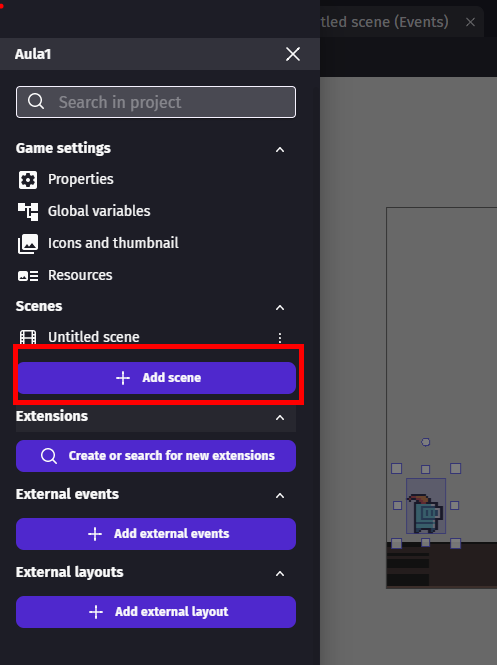 tled scene (Events)
Aula1
Search in project
Game settings
Properties
Global variables
Icons and thumbnail
Resources
Scenes
Untitled scene
Add scene
Extensions
Create or search for new extensions
External events
Add external events
External layouts
Add external layout